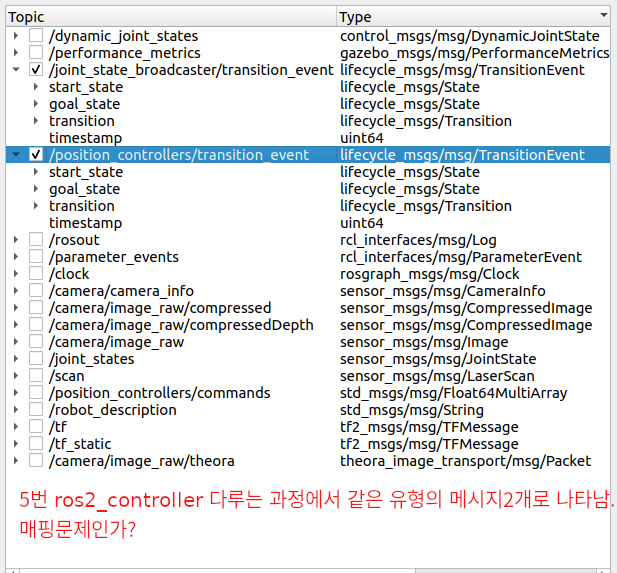 Topic Type
/dynamic_joint_states control_msgs/msg/DynamicJointState
/performance_metrics gazebo_msgs/msg/PerformanceMetrics
/joint_state_broadcaster/transition_event lifecycle_msgs/msg/TransitionEvent
start_state lifecycle_msgs/msg/State
goal_state lifecycle_msgs/msg/State
transition lifecycle_msgs/msg/Transition
timestamp uint64
/position_controllers/transition_event lifecycle_msgs/msg/TransitionEvent
start_state lifecycle_msgs/msg/State
goal_state lifecycle_msgs/msg/State
transition lifecycle_msgs/msg/Transition
timestamp uint64
/rosout rcl_interfaces/msg/Log
/parameter_events rcl_interfaces/msg/ParameterEvent
/clock rosgraph_msgs/msg/Clock
/camera/camera_info sensor_msgs/msg/CameraInfo
/camera/image_raw/compressed sensor_msgs/msg/CompressedImage
/camera/image_raw/compressedDepth sensor_msgs/msg/CompressedImage
/camera/image_raw sensor_msgs/msg/Image
/joint_states sensor_msgs/msg/JointState
/scan sensor_msgs/msg/LaserScan
/position_controllers/commands std_msgs/msg/Float64MultiArray
/robot_description std_msgs/msg/String
/tf tf2_msgs/msg/TFMessage
/tf_static tf2_msgs/msg/TFMessage
/camera/image_raw/theora theora_image_transport/msg/Packet
5번 ros2_controller 다루는 과정에서 같은 유형의 메시지2개로 나타남.
매핑문제인가?